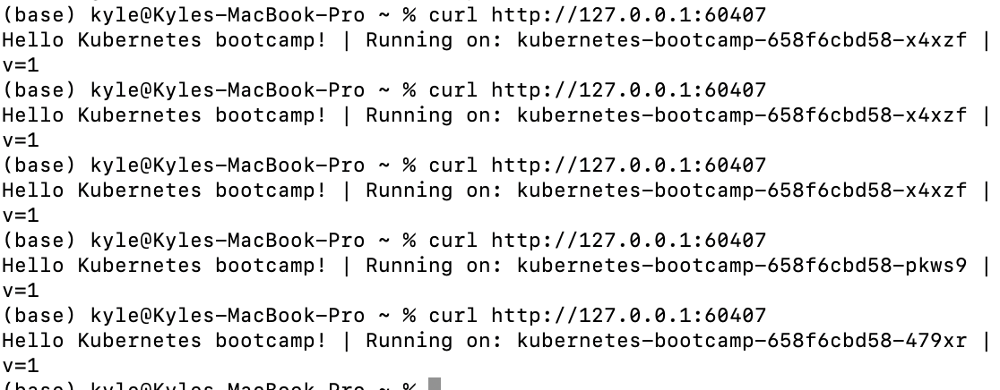 (base) kyle@Kyles-MacBook-Pro ~ % curl http://127.0.0.1:60407
Hello Kubernetes bootcamp! | Running on: kubernetes-bootcamp-658f6cbd58-x4xzf |
v=1
(base) kyle@Kyles-MacBook-Pro ~ % curl http://127.0.0.1:60407
Hello Kubernetes bootcamp! | Running on: kubernetes-bootcamp-658f6cbd58-x4xzf |
v=1
(base) kyle@Kyles-MacBook-Pro ~ % curl http://127.0.0.1:60407
Hello Kubernetes bootcamp! | Running on: kubernetes-bootcamp-658f6cbd58-x4xzf |
v=1
(base) kyle@Kyles-MacBook-Pro ~ % curl http://127.0.0.1:60407
Hello Kubernetes bootcamp! | Running on: kubernetes-bootcamp-658f6cbd58-pkws9 |
v=1
(base) kyle@Kyles-MacBook-Pro ~ % curl http://127.0.0.1:60407
Hello Kubernetes bootcamp! | Running on: kubernetes-bootcamp-658f6cbd58-479xr |
v=1
(base) kyle@Kyles-MacBook-Pro ~ %